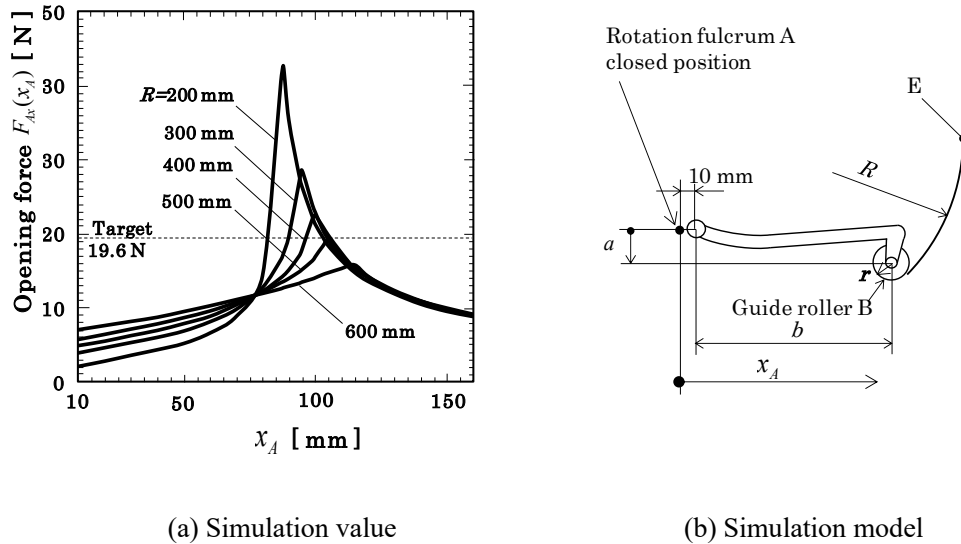 Opening force F_Ax(x_A) [ N ]
50
30
30
20
10
0
R=200 mm
300 mm
400 mm
500 mm
600 mm
Target
19.6 N
10
50
100
150
x_A [ mm ]
(a) Simulation value
Rotation fulcrum A
closed position
E
R
10 mm
a
r
Guide roller B
b
x_A
(b) Simulation model